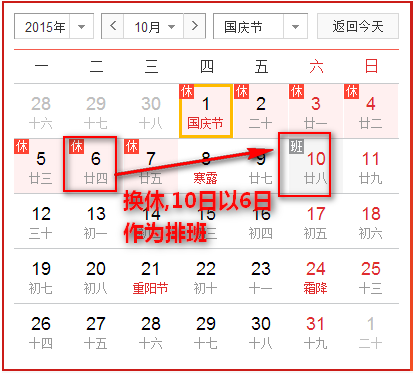 2015年 < 10月 > 国庆节 返回今天
一 二 三 四 五 六 日
休 休 休 休
28 29 30 1 2 3 4
十六 十七 十八 国庆节 二十 廿一 廿二
休 休 休 班
5 6 7 8 9 10 11
廿三 廿四 廿五 寒露 廿七 廿八 廿九
换休,10日以6日
作为排班
12 13 14 15 16 17 18
三十 初一 初二 初三 初四 初五 初六
19 20 21 22 23 24 25
初七 初八 重阳节 初十 十一 霜降 十三
26 27 28 29 30 31 1
十四 十五 十六 十七 十八 十九 二十